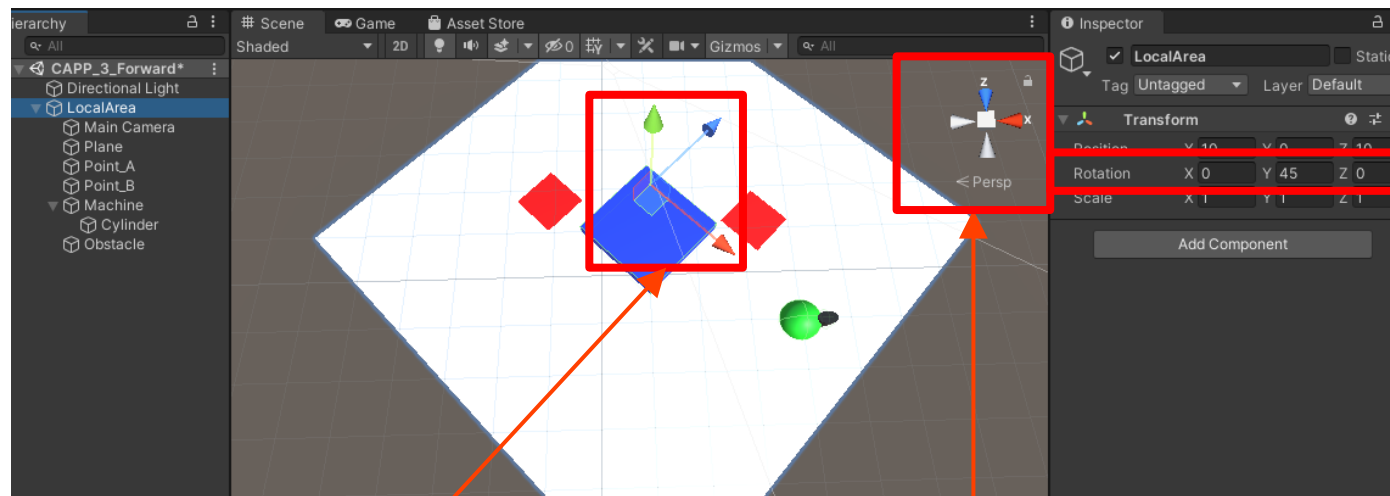 ierarchy
All
CAPP_3_Forward*
Directional Light
LocalArea
Main Camera
Plane
Point_A
Point_B
Machine
Cylinder
Obstacle
# Scene
Game
Asset Store
Shaded
2D
0
Gizmos
All
z
x
Persp
Inspector
LocalArea
Static
Tag Untagged
Layer Default
Transform
Position X 10 Y 0 Z 10
Rotation X 0 Y 45 Z 0
Scale X 1 Y 1 Z 1
Add Component